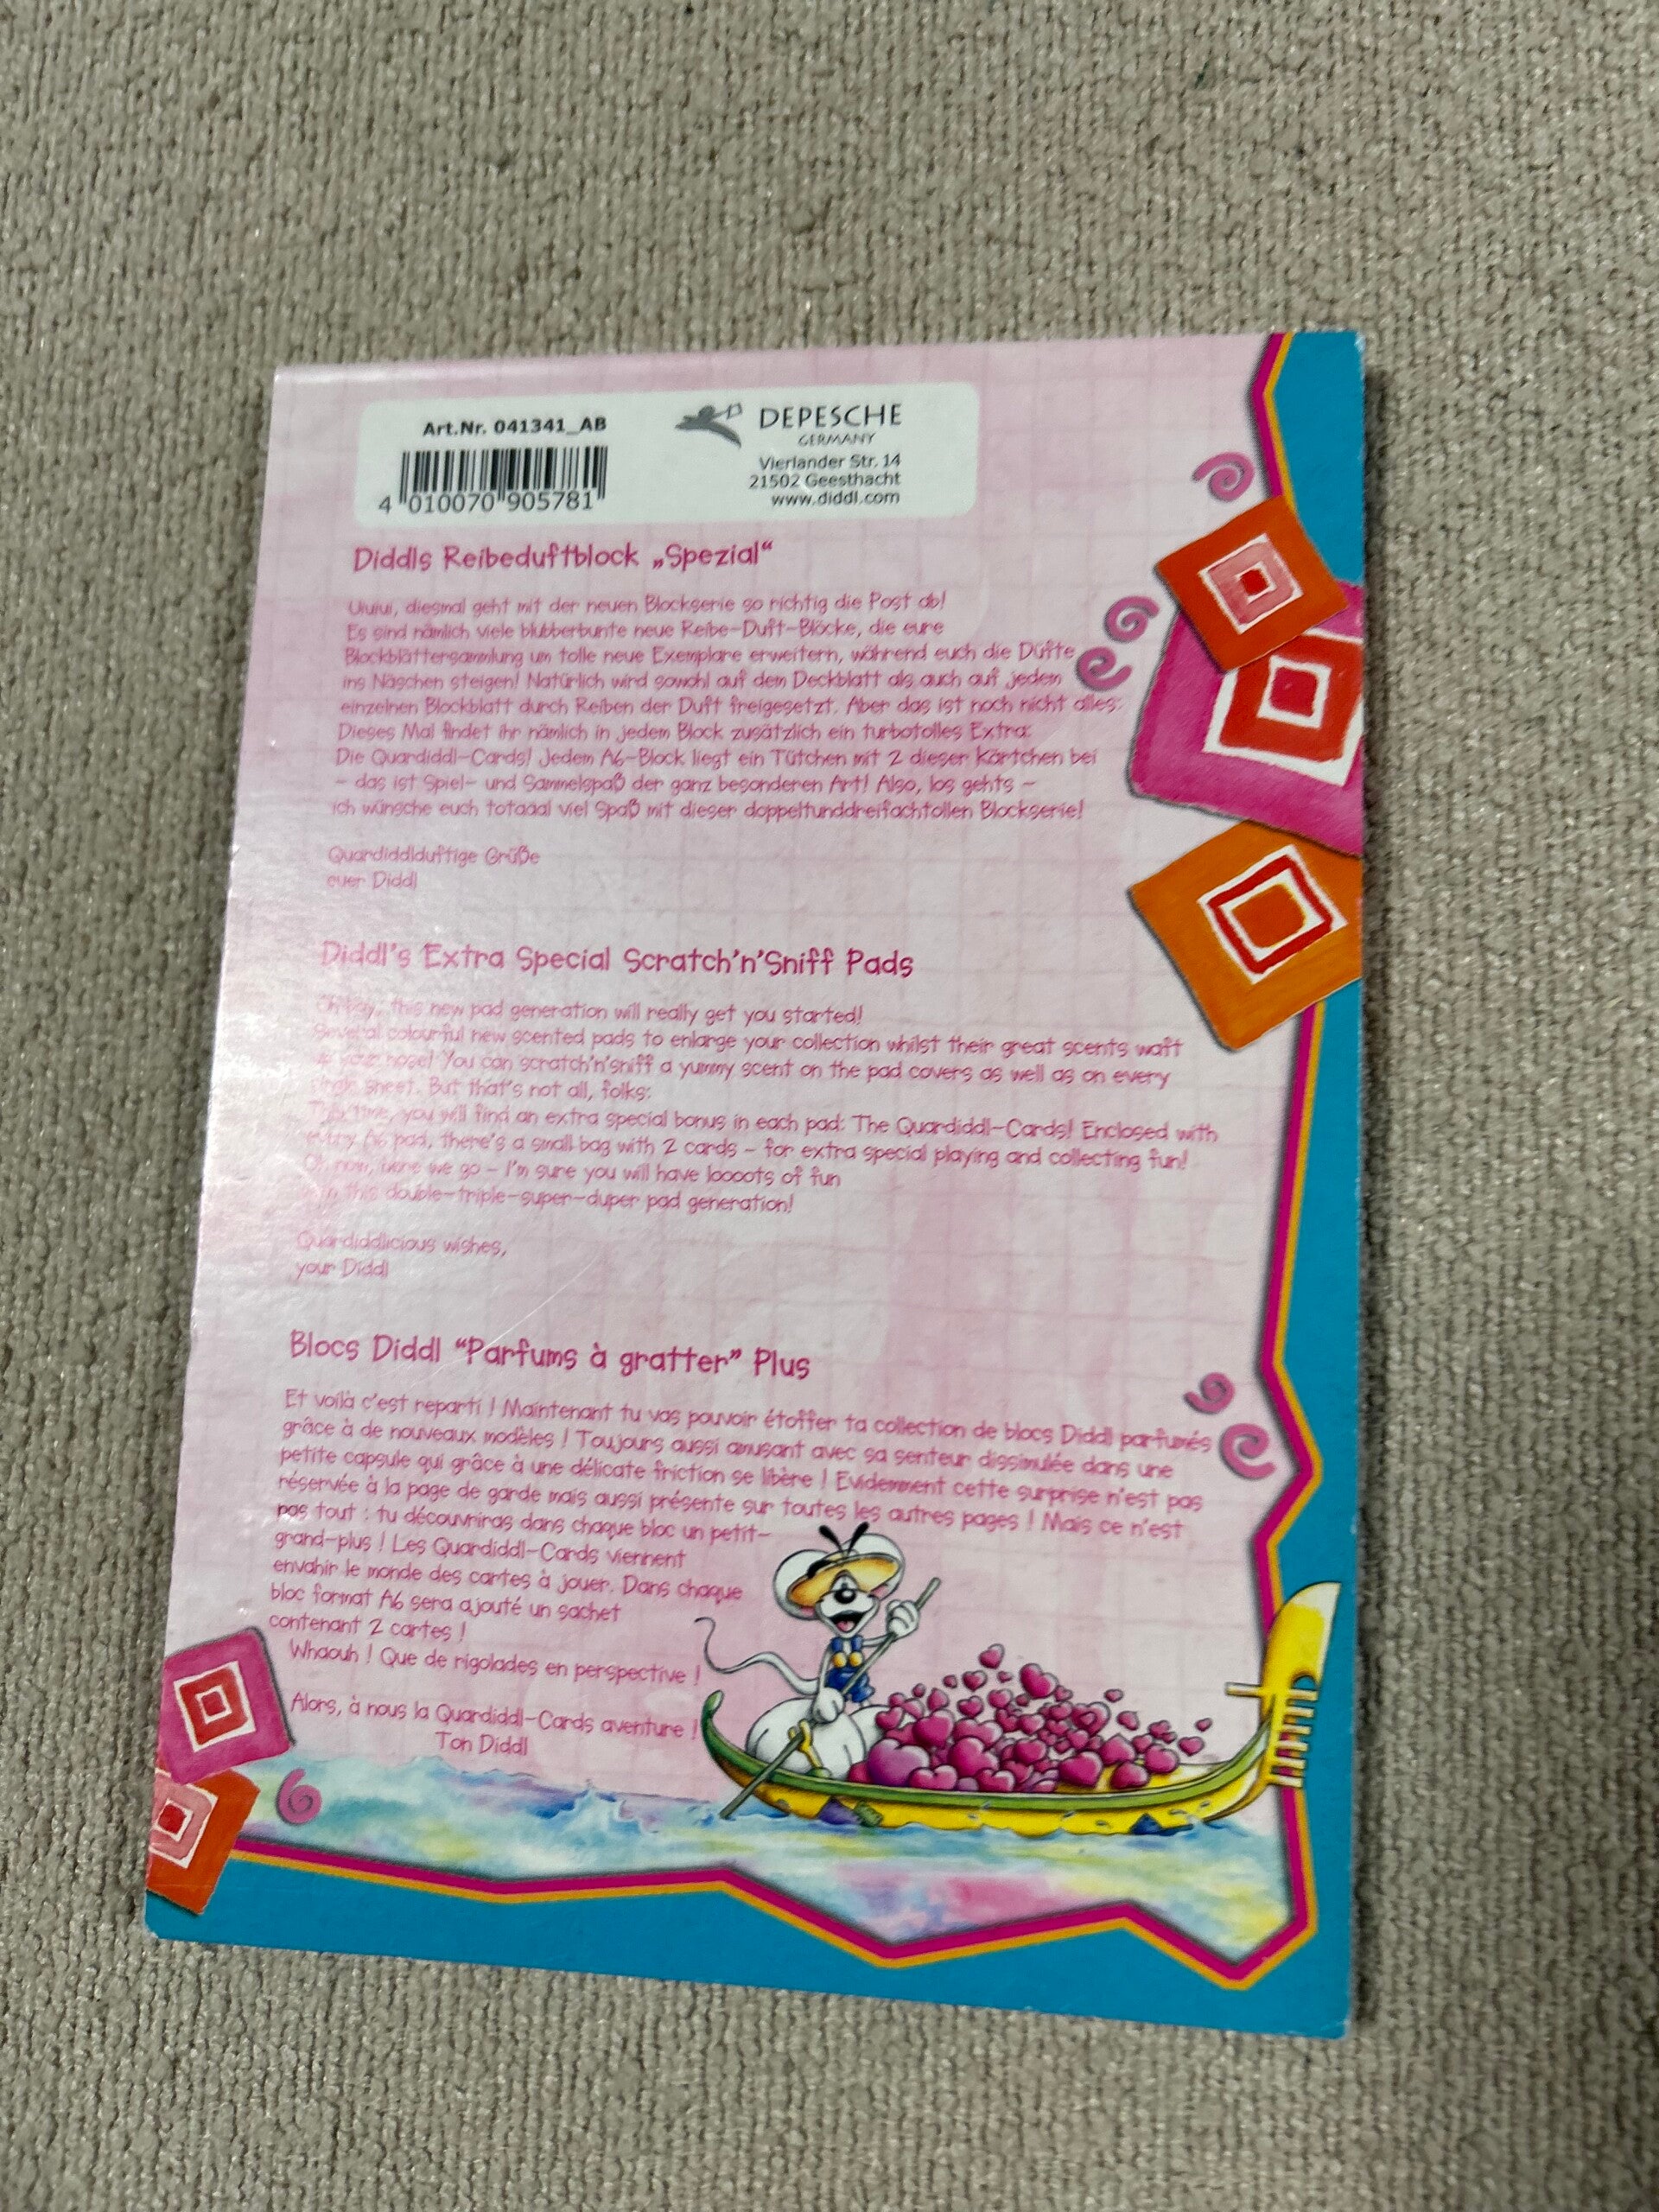 Art.Nr. 041341_AB
4 010070 905781
DEPESCHE
GERMANY
Vierlander Str. 14
21502 Geesthacht
www.diddl.com
Diddls Reibeduftblock „Spezial“
Uiuiui, diesmal geht mit der neuen Blockserie so richtig die Post ab!
Es sind nämlich viele blubberbunte neue Reibe-Duft-Blöcke, die eure
Blockblättersammlung um tolle neue Exemplare erweitern, während euch die Düfte
ins Näschen steigen! Natürlich wird sowohl auf dem Deckblatt als auch auf jedem
einzelnen Blockblatt durch Reiben der Duft freigesetzt. Aber das ist noch nicht alles:
Dieses Mal findet ihr nämlich in jedem Block zusätzlich ein turbotolles Extra:
Die Quardiddl-Cards! Jedem A6-Block liegt ein Tütchen mit 2 dieser Kärtchen bei
- das ist Spiel- und Sammelspaß der ganz besonderen Art! Also, los gehts -
ich wünsche euch totaaal viel Spaß mit dieser doppeltunddreifachtollen Blockserie!
Quardiddlduftige Grüße
euer Diddl
Diddl's Extra Special Scratch'n'Sniff Pads
this new pad generation will really get you started!
Several colourful new scented pads to enlarge your collection whilst their great scents waft
nose! You can scratch'n'sniff a yummy scent on the pad covers as well as on every
single sheet. But that's not all, folks:
This time, you will find an extra special bonus in each pad: The Quardiddl-Cards! Enclosed with
every A6 pad, there's a small bag with 2 cards - for extra special playing and collecting fun!
here we go - I'm sure you will have loooots of fun
with this double-triple-super-duper pad generation!
Quardiddlicious wishes,
your Diddl
Blocs Diddl “Parfums à gratter” Plus
Et voilà c'est reparti ! Maintenant tu vas pouvoir étoffer ta collection de blocs Diddl parfumés
grâce à de nouveaux modèles ! Toujours aussi amusant avec sa senteur dissimulée dans une
petite capsule qui grâce à une délicate friction se libère ! Evidemment cette surprise n'est pas
réservée à la page de garde mais aussi présente sur toutes les autres pages ! Mais ce n'est
pas tout : tu découvriras dans chaque bloc un petit-
grand-plus ! Les Quardiddl-Cards viennent
envahir le monde des cartes à jouer. Dans chaque
bloc format A6 sera ajouté un sachet
contenant 2 cartes !
Whaouh ! Que de rigolades en perspective !
Alors, à nous la Quardiddl-Cards aventure !
Ton Diddl